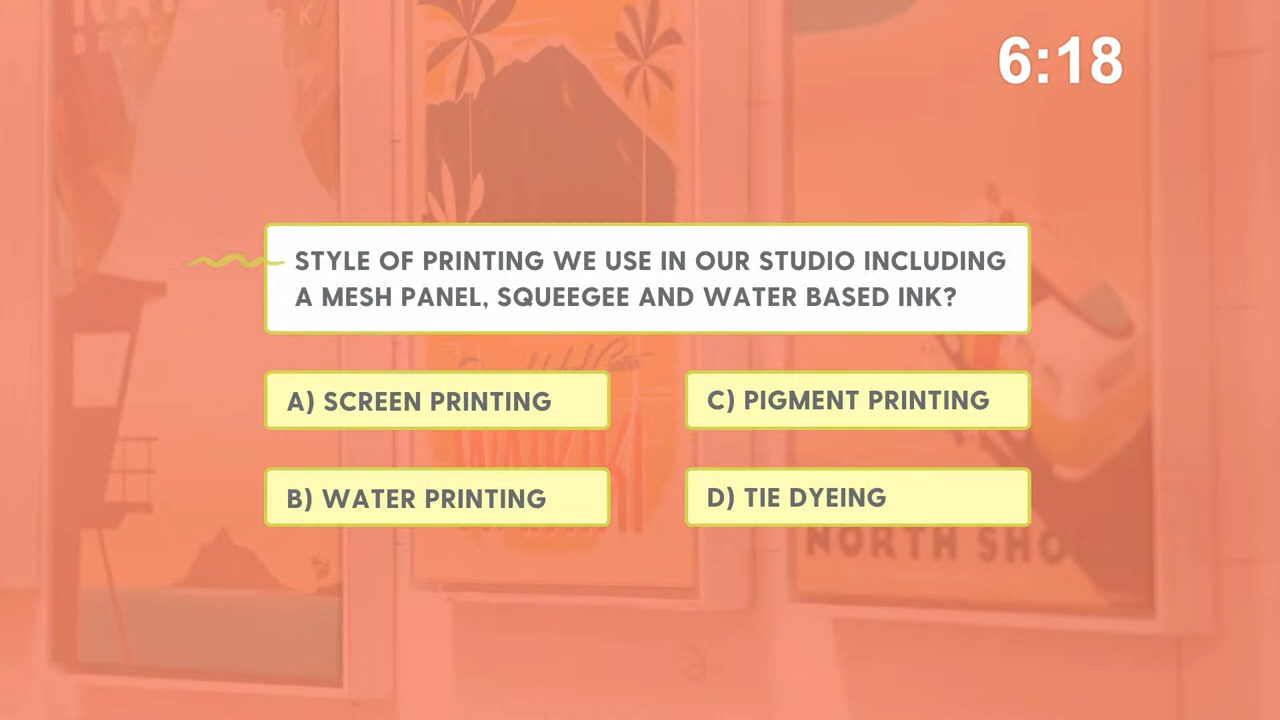 6:18
STYLE OF PRINTING WE USE IN OUR STUDIO INCLUDING
A MESH PANEL, SQUEEGEE AND WATER BASED INK?
A) SCREEN PRINTING
C) PIGMENT PRINTING
B) WATER PRINTING
D) TIE DYEING
WAIKIKI
NORTH SHO